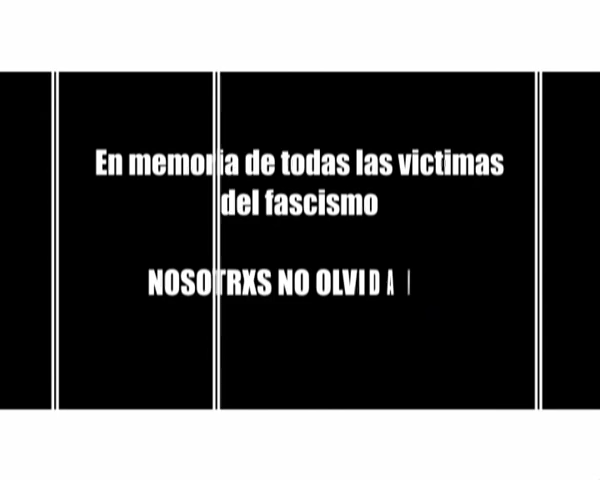 En memoria de todas las victimas
del fascismo
NOSOTRXS NO OLVIDA